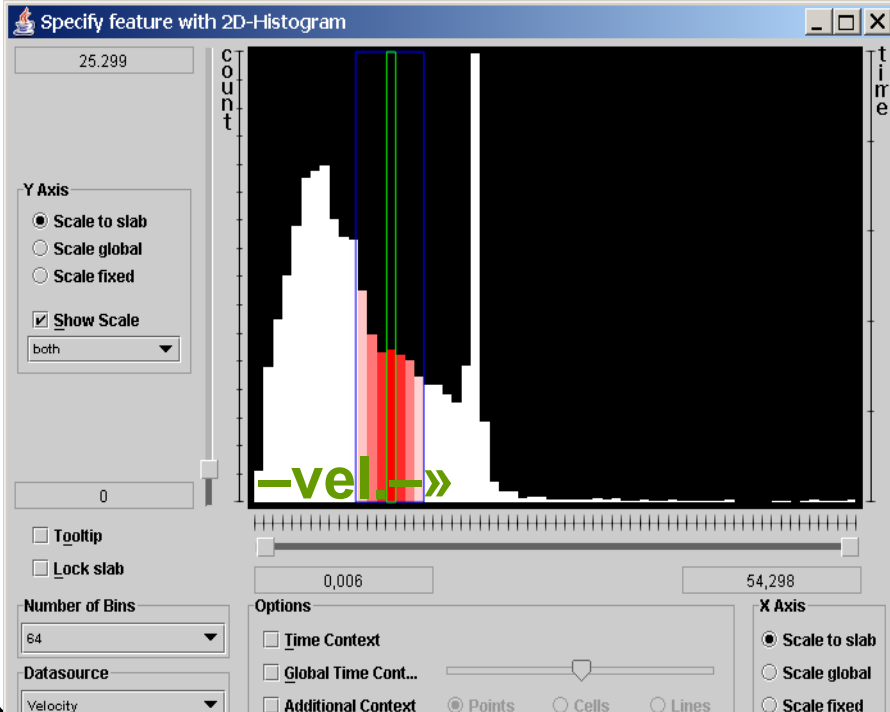 Specify feature with 2D-Histogram
25.299
count
time
Y Axis
Scale to slab
Scale global
Scale fixed
Show Scale
both
–vel.–»
0
Tooltip
Lock slab
0,006
54,298
Number of Bins
64
Options
X Axis
Time Context
Scale to slab
Global Time Cont...
Scale global
Datasource
Velocity
Additional Context
Points
Cells
Lines
Scale fixed